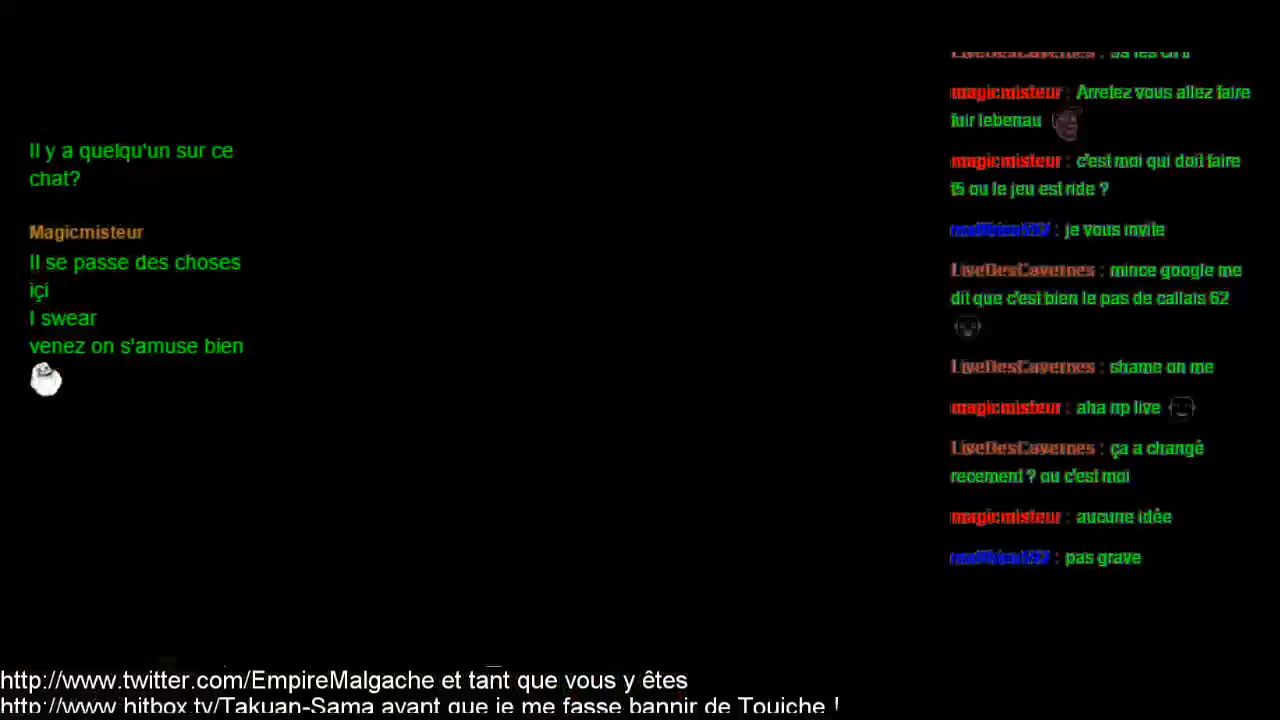 Il y a quelqu'un sur ce
chat?
Magicmisteur
Il se passe des choses
içi
I swear
venez on s'amuse bien
LiveDesCavernes :
magicmisteur : Arretez vous allez faire
fuir lebenau
magicmisteur : c'est moi qui doit faire
f5 ou le jeu est ride ?
: je vous invite
LiveDesCavernes : mince google me
dit que c'est bien le pas de callais 62
LiveDesCavernes : shame on me
magicmisteur : aha np live
LiveDesCavernes : ça a changé
recement ? ou c'est moi
magicmisteur : aucune idée
: pas grave
http://www.twitter.com/EmpireMalgache et tant que vous y êtes
http://www.hitbox.tv/Takuan-Sama avant que je me fasse bannir de Touiche !